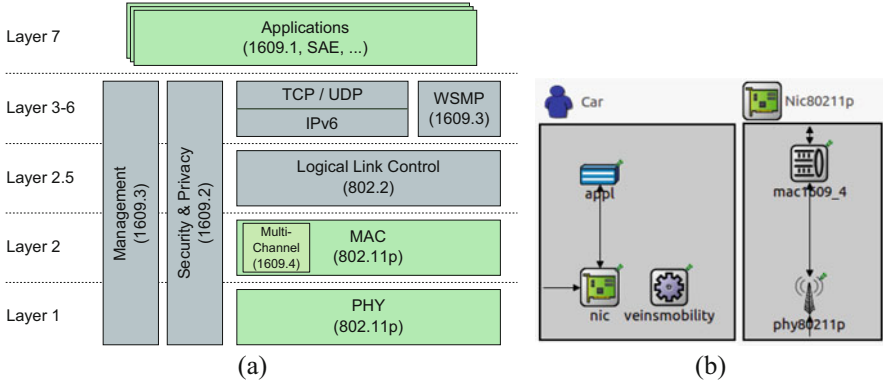 Layer 7
Applications
(1609.1, SAE, ...)
Layer 3-6
TCP / UDP
IPv6
WSMP
(1609.3)
Layer 2.5
Logical Link Control
(802.2)
Layer 2
Multi-
Channel
(1609.4)
MAC
(802.11p)
Layer 1
PHY
(802.11p)
Management
(1609.3)
Security & Privacy
(1609.2)
(a)
Car
appl
nic
veinsmobility
Nic80211p
mac1609_4
phy80211p
(b)